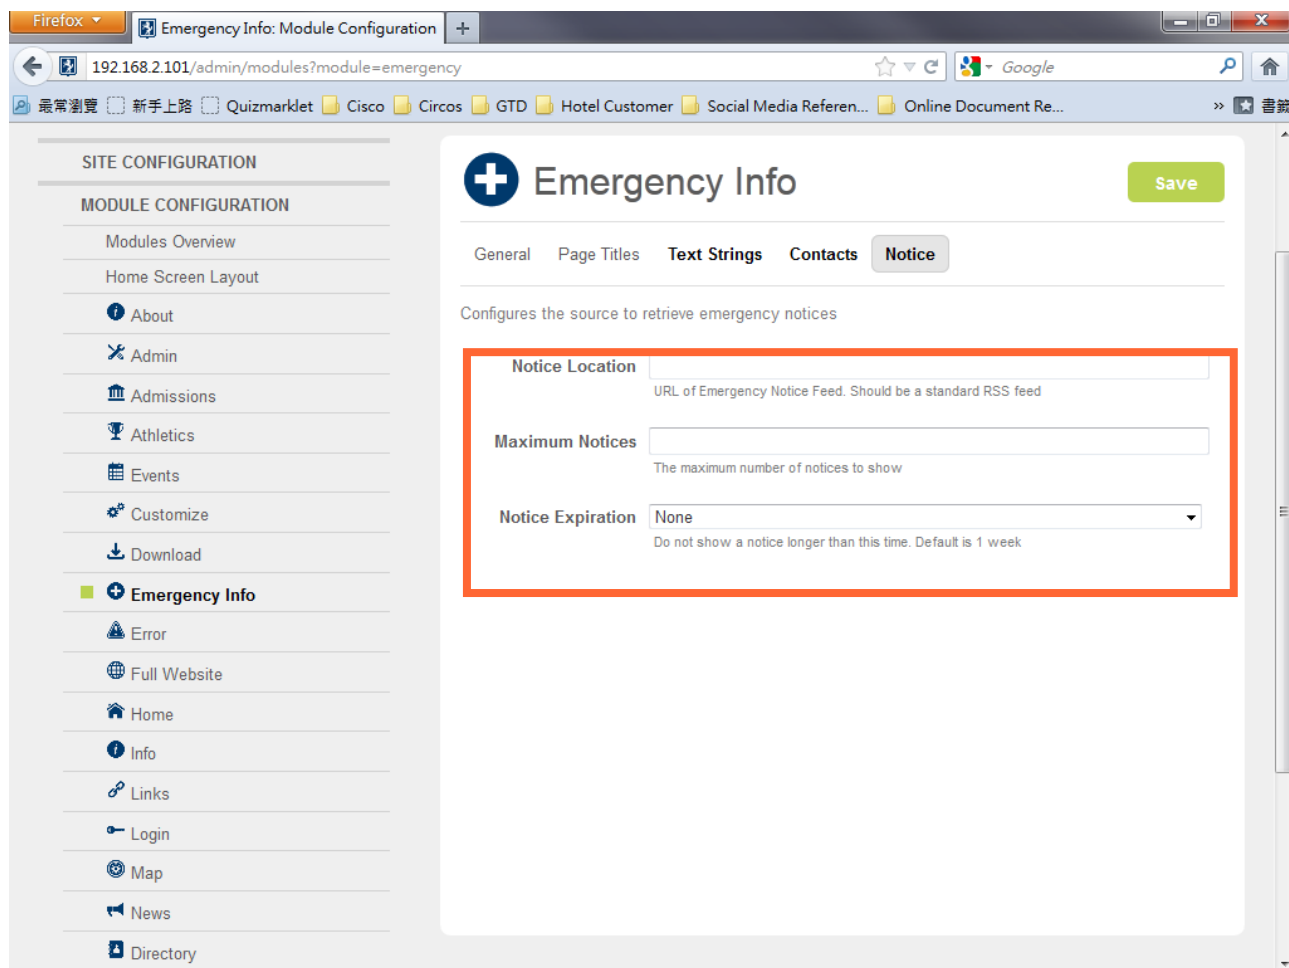 Firefox
Emergency Info: Module Configuration
192.168.2.101/admin/modules?module=emergency
Google
最常瀏覽 新手上路 Quizmarklet Cisco Circos GTD Hotel Customer Social Media Referen... Online Document Re... » 書籤
SITE CONFIGURATION
MODULE CONFIGURATION
Modules Overview
Home Screen Layout
About
Admin
Admissions
Athletics
Events
Customize
Download
Emergency Info
Error
Full Website
Home
Info
Links
Login
Map
News
Directory
Emergency Info
Save
General Page Titles Text Strings Contacts Notice
Configures the source to retrieve emergency notices
Notice Location
URL of Emergency Notice Feed. Should be a standard RSS feed
Maximum Notices
The maximum number of notices to show
Notice Expiration None
Do not show a notice longer than this time. Default is 1 week